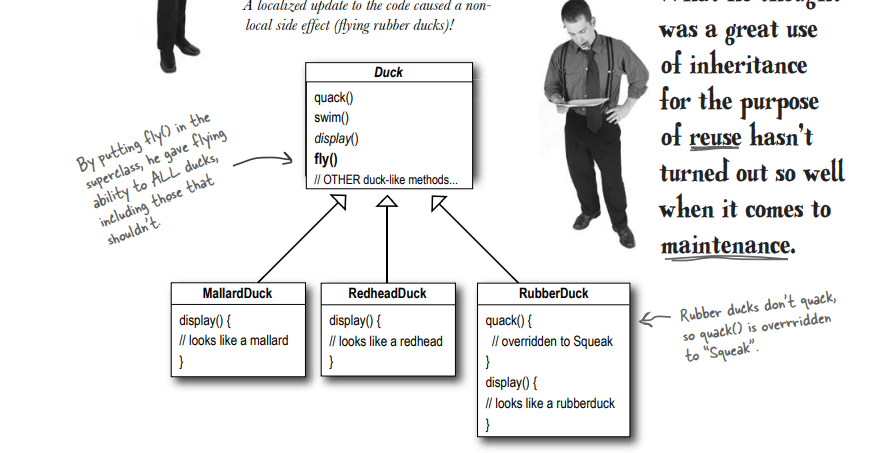 A localized update to the code caused a non-
local side effect (flying rubber ducks)!
was a great use
of inheritance
for the purpose
of reuse hasn't
turned out so well
when it comes to
maintenance.
Duck
quack()
swim()
display()
fly()
// OTHER duck-like methods...
By putting fly() in the
superclass, he gave flying
ability to ALL ducks,
including those that
shouldn't.
MallardDuck
display() {
// looks like a mallard
}
RedheadDuck
display() {
// looks like a redhead
}
RubberDuck
quack() {
// overridden to Squeak
}
display() {
// looks like a rubberduck
}
Rubber ducks don't quack,
so quack() is overrridden
to "Squeak".